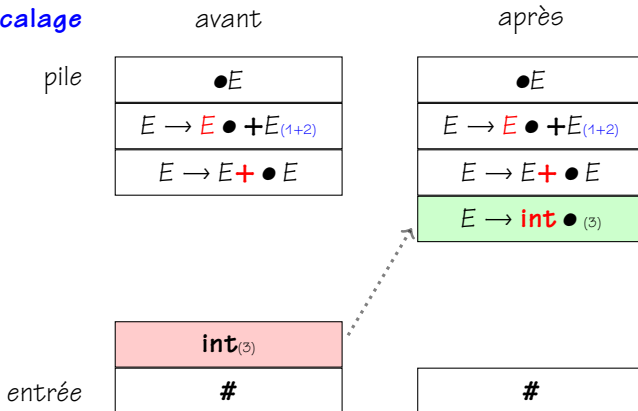 calage avant après
pile ●E ●E
E → E ● +E(1+2) E → E ● +E(1+2)
E → E+ ● E E → E+ ● E
E → int ● (3)
int(3)
entrée # #